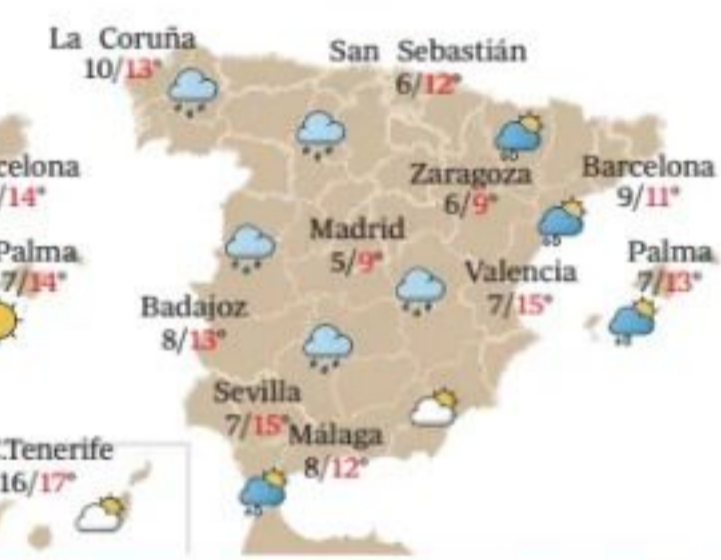 La Coruña
10/13°
San Sebastián
6/12°
celona
/14°
Zaragoza
6/9°
Barcelona
9/11°
Palma
7/14°
Madrid
5/9°
Valencia
7/15°
Palma
7/13°
Badajoz
8/13°
Sevilla
7/15°
Málaga
8/12°
.Tenerife
16/17°